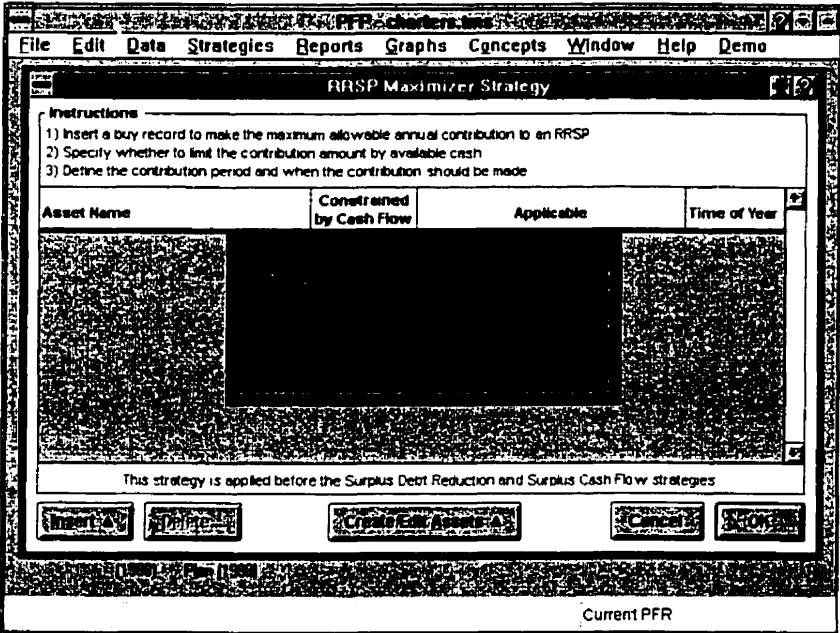 PFP - charters.tms
File Edit Data Strategies Reports Graphs Concepts Window Help Demo
RRSP Maximizer Strategy
Instructions
1) Insert a buy record to make the maximum allowable annual contribution to an RRSP
2) Specify whether to limit the contribution amount by available cash
3) Define the contribution period and when the contribution should be made
Asset Name
Constrained
by Cash Flow
Applicable
Time of Year
This strategy is applied before the Surplus Debt Reduction and Surplus Cash Flow strategies
Insert Delete... Create/Edit Assets Cancel OK
Plan
Current PFR